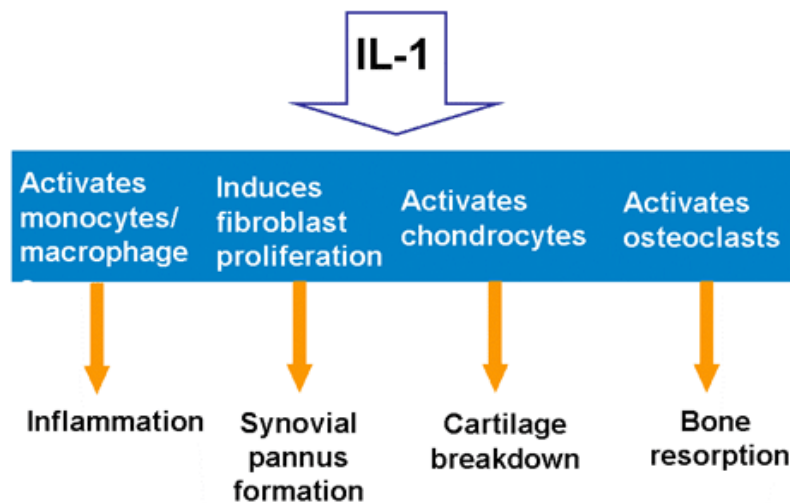 IL-1
Activates
monocytes/
macrophage
Induces
fibroblast
proliferation
Activates
chondrocytes
Activates
osteoclasts
Inflammation
Synovial
pannus
formation
Cartilage
breakdown
Bone
resorption